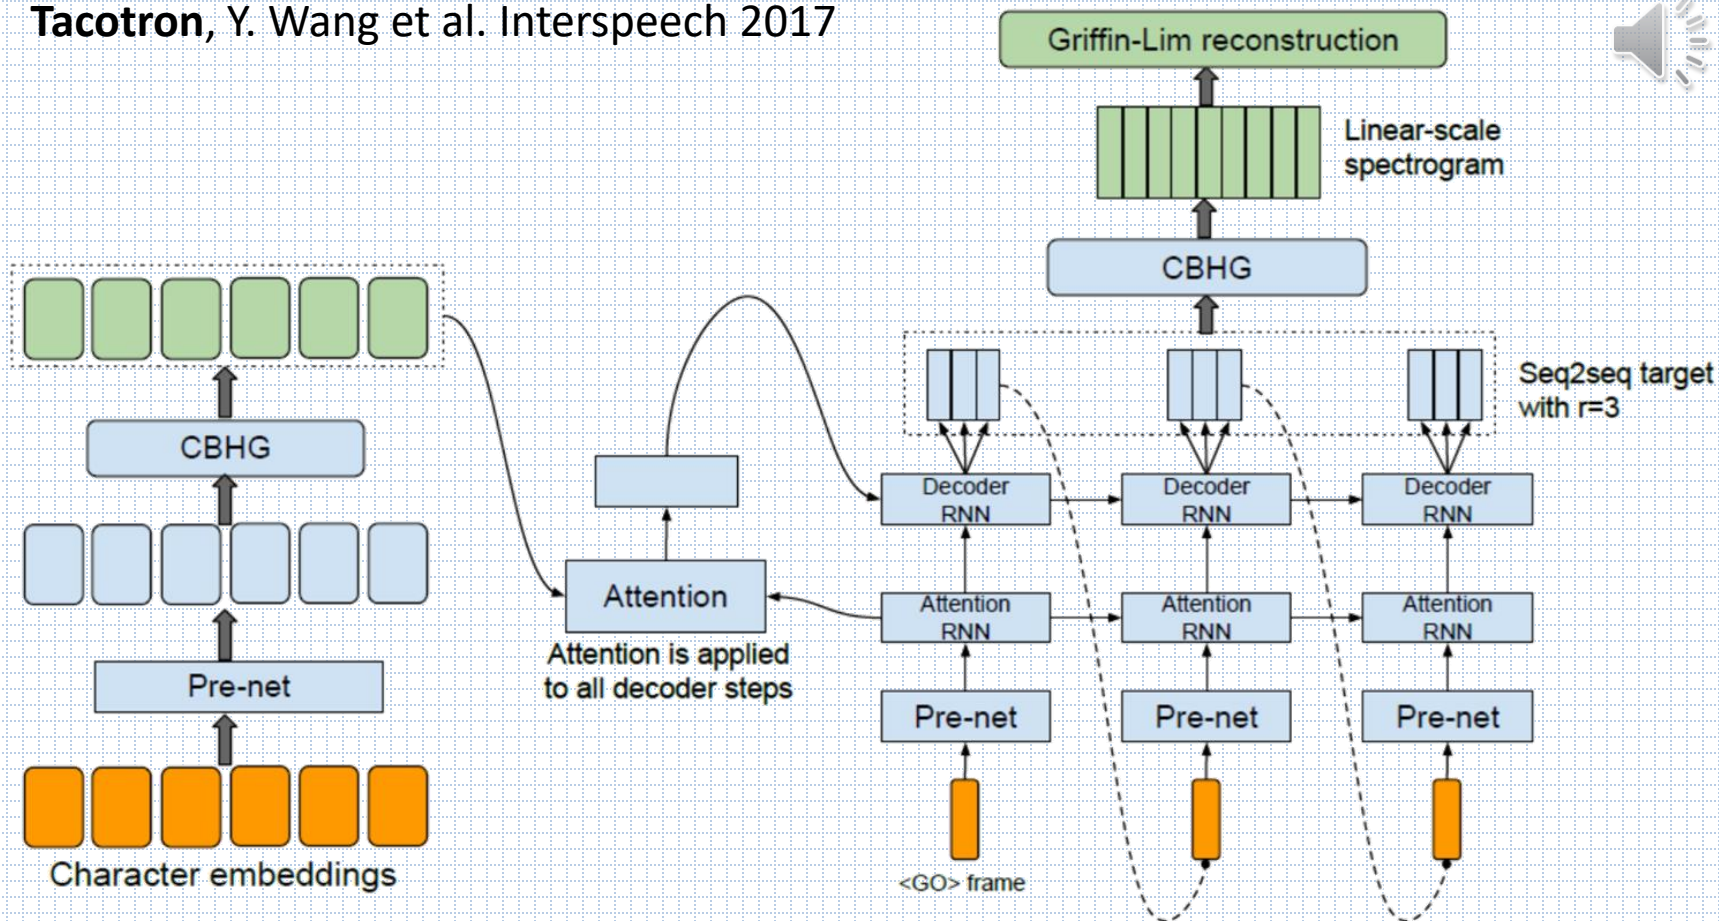 Tacotron, Y. Wang et al. Interspeech 2017
Griffin-Lim reconstruction
Linear-scale
spectrogram
CBHG
Seq2seq target
with r=3
CBHG
Decoder
RNN
Decoder
RNN
Decoder
RNN
Attention
Attention is applied
to all decoder steps
Attention
RNN
Attention
RNN
Attention
RNN
Pre-net
Pre-net
Pre-net
Pre-net
Character embeddings
<GO> frame